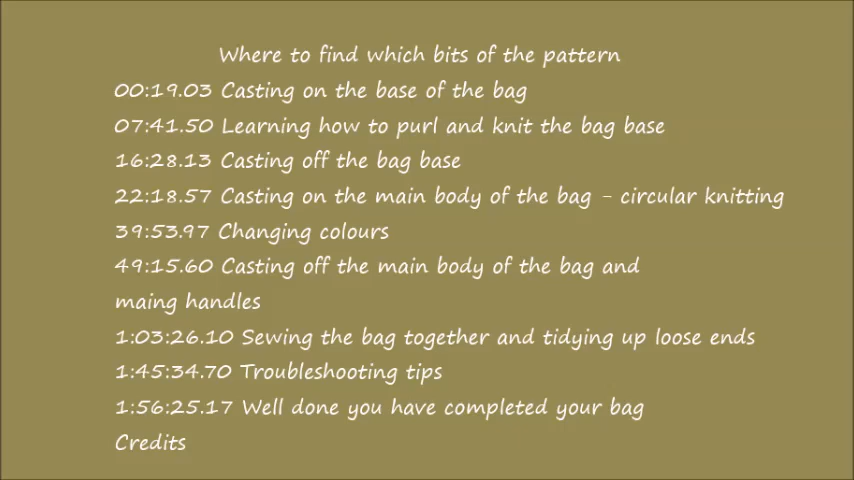 Where to find which bits of the pattern
00:19.03 Casting on the base of the bag
07:41.50 Learning how to purl and knit the bag base
16:28.13 Casting off the bag base
22:18.57 Casting on the main body of the bag - circular knitting
39:53.97 Changing colours
49:15.60 Casting off the main body of the bag and
maing handles
1:03:26.10 Sewing the bag together and tidying up loose ends
1:45:34.70 Troubleshooting tips
1:56:25.17 Well done you have completed your bag
Credits